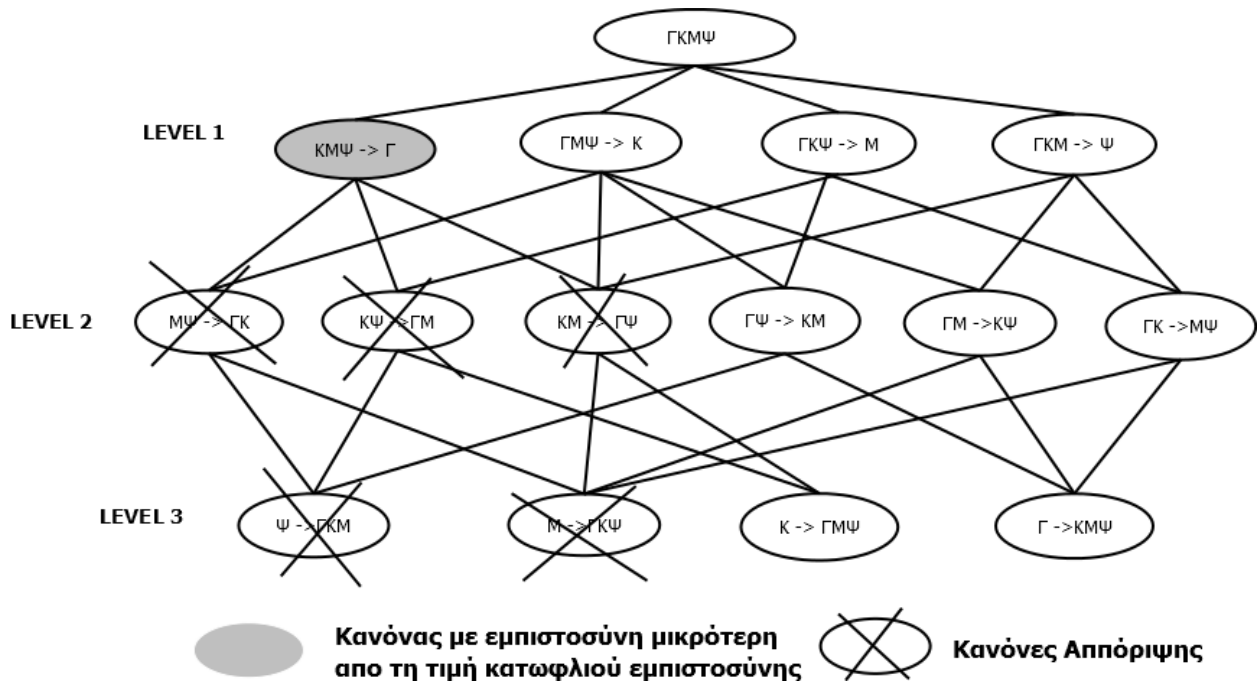 ΓΚΜΨ
LEVEL 1
ΚΜΨ -> Γ
ΓΜΨ -> Κ
ΓΚΨ -> Μ
ΓΚΜ -> Ψ
LEVEL 2
ΜΨ -> ΓΚ
ΚΨ ->ΓΜ
ΚΜ -> ΓΨ
ΓΨ -> ΚΜ
ΓΜ ->ΚΨ
ΓΚ ->ΜΨ
LEVEL 3
Ψ ->ΓΚΜ
Μ ->ΓΚΨ
Κ -> ΓΜΨ
Γ ->ΚΜΨ
Κανόνας με εμπιστοσύνη μικρότερη
απο τη τιμή κατωφλιού εμπιστοσύνης
Κανόνες Αππόριψης